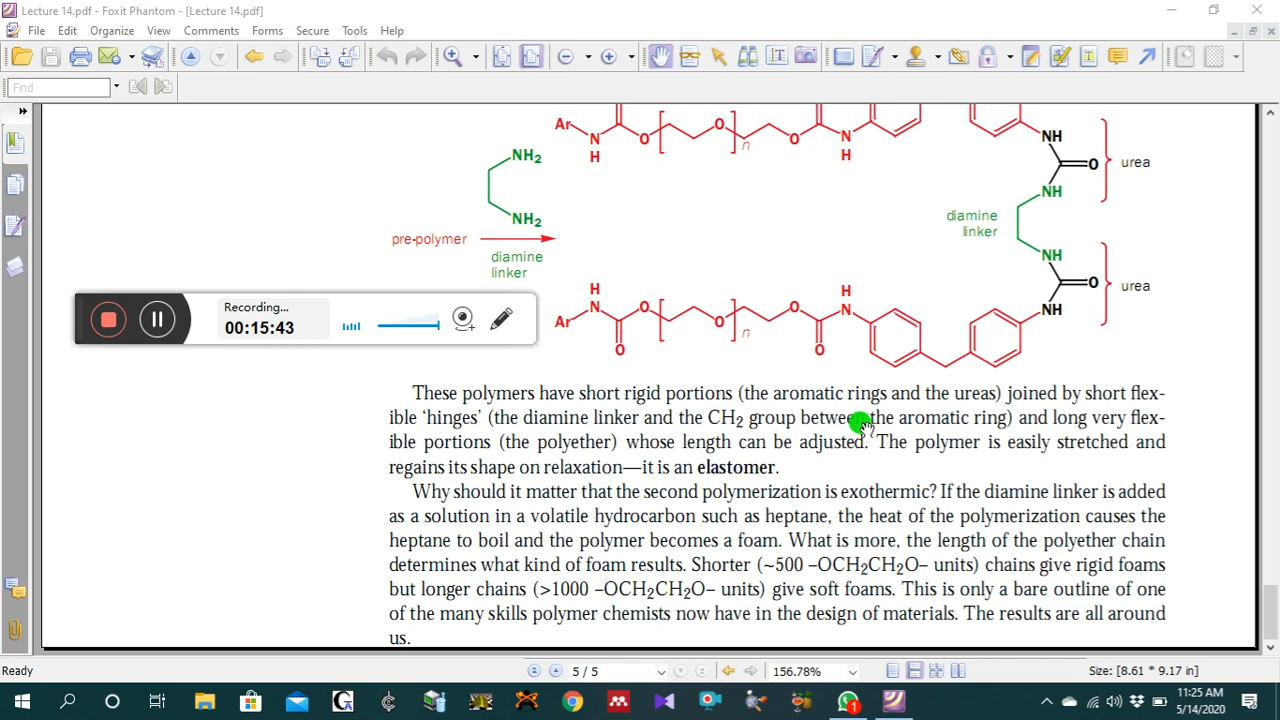 Lecture 14.pdf - Foxit Phantom - [Lecture 14.pdf]
File Edit Organize View Comments Forms Secure Tools Help
Find
Ar
N
H
O
O
n
O
N
H
NH
O
urea
NH
NH2
NH2
diamine
linker
pre-polymer
diamine
linker
NH
O
urea
NH
Recording...
00:15:43
H
N
Ar
O
O
O
n
O
O
H
N
These polymers have short rigid portions (the aromatic rings and the ureas) joined by short flex-
ible ‘hinges’ (the diamine linker and the CH2 group between the aromatic ring) and long very flex-
ible portions (the polyether) whose length can be adjusted. The polymer is easily stretched and
regains its shape on relaxation—it is an elastomer.
Why should it matter that the second polymerization is exothermic? If the diamine linker is added
as a solution in a volatile hydrocarbon such as heptane, the heat of the polymerization causes the
heptane to boil and the polymer becomes a foam. What is more, the length of the polyether chain
determines what kind of foam results. Shorter (~500 –OCH2CH2O– units) chains give rigid foams
but longer chains (>1000 –OCH2CH2O– units) give soft foams. This is only a bare outline of one
of the many skills polymer chemists now have in the design of materials. The results are all around
us.
Ready
5 / 5
156.78%
Size: [8.61 * 9.17 in]
11:25 AM
5/14/2020